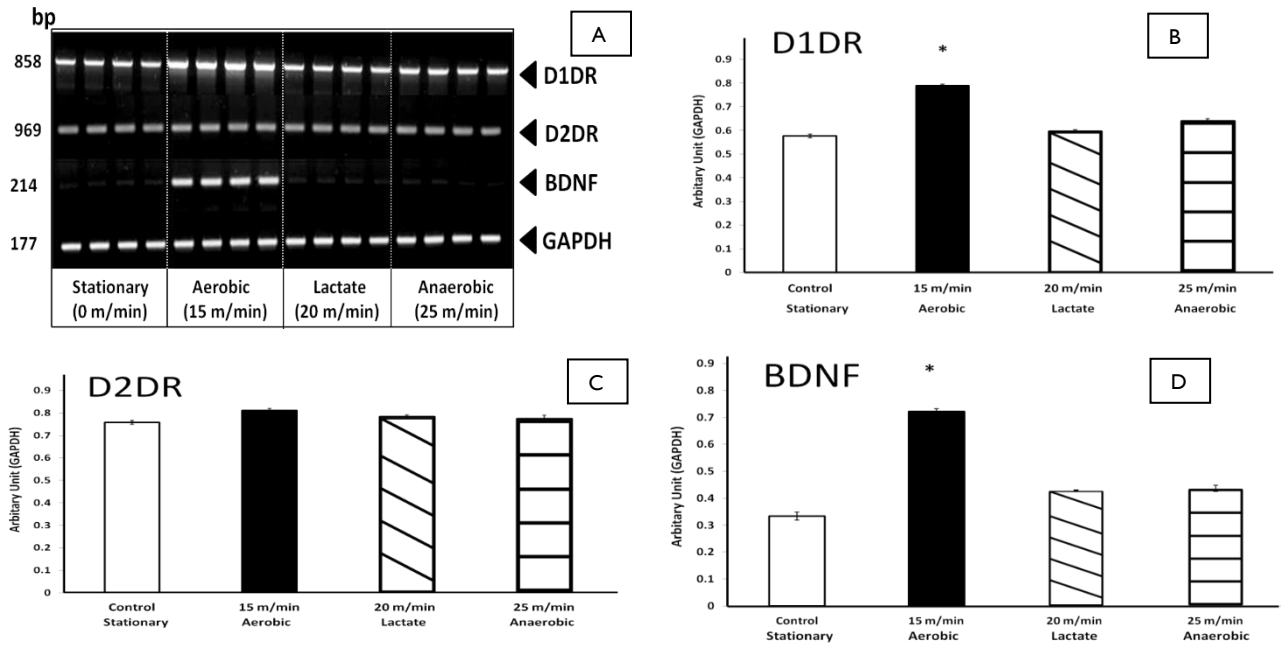 bp
A
858
D1DR
969
D2DR
214
BDNF
177
GAPDH
Stationary
(0 m/min)
Aerobic
(15 m/min)
Lactate
(20 m/min)
Anaerobic
(25 m/min)
D1DR
B
*
Arbitary Unit (GAPDH)
0.9
0.8
0.7
0.6
0.5
0.4
0.3
0.2
0.1
0
Control 15 m/min 20 m/min 25 m/min
Stationary Aerobic Lactate Anaerobic
D2DR
C
Arbitary Unit (GAPDH)
0.9
0.8
0.7
0.6
0.5
0.4
0.3
0.2
0.1
0
Control 15 m/min 20 m/min 25 m/min
Stationary Aerobic Lactate Anaerobic
BDNF
D
*
Arbitary Unit (GAPDH)
0.9
0.8
0.7
0.6
0.5
0.4
0.3
0.2
0.1
0
Control 15 m/min 20 m/min 25 m/min
Stationary Aerobic Lactate Anaerobic